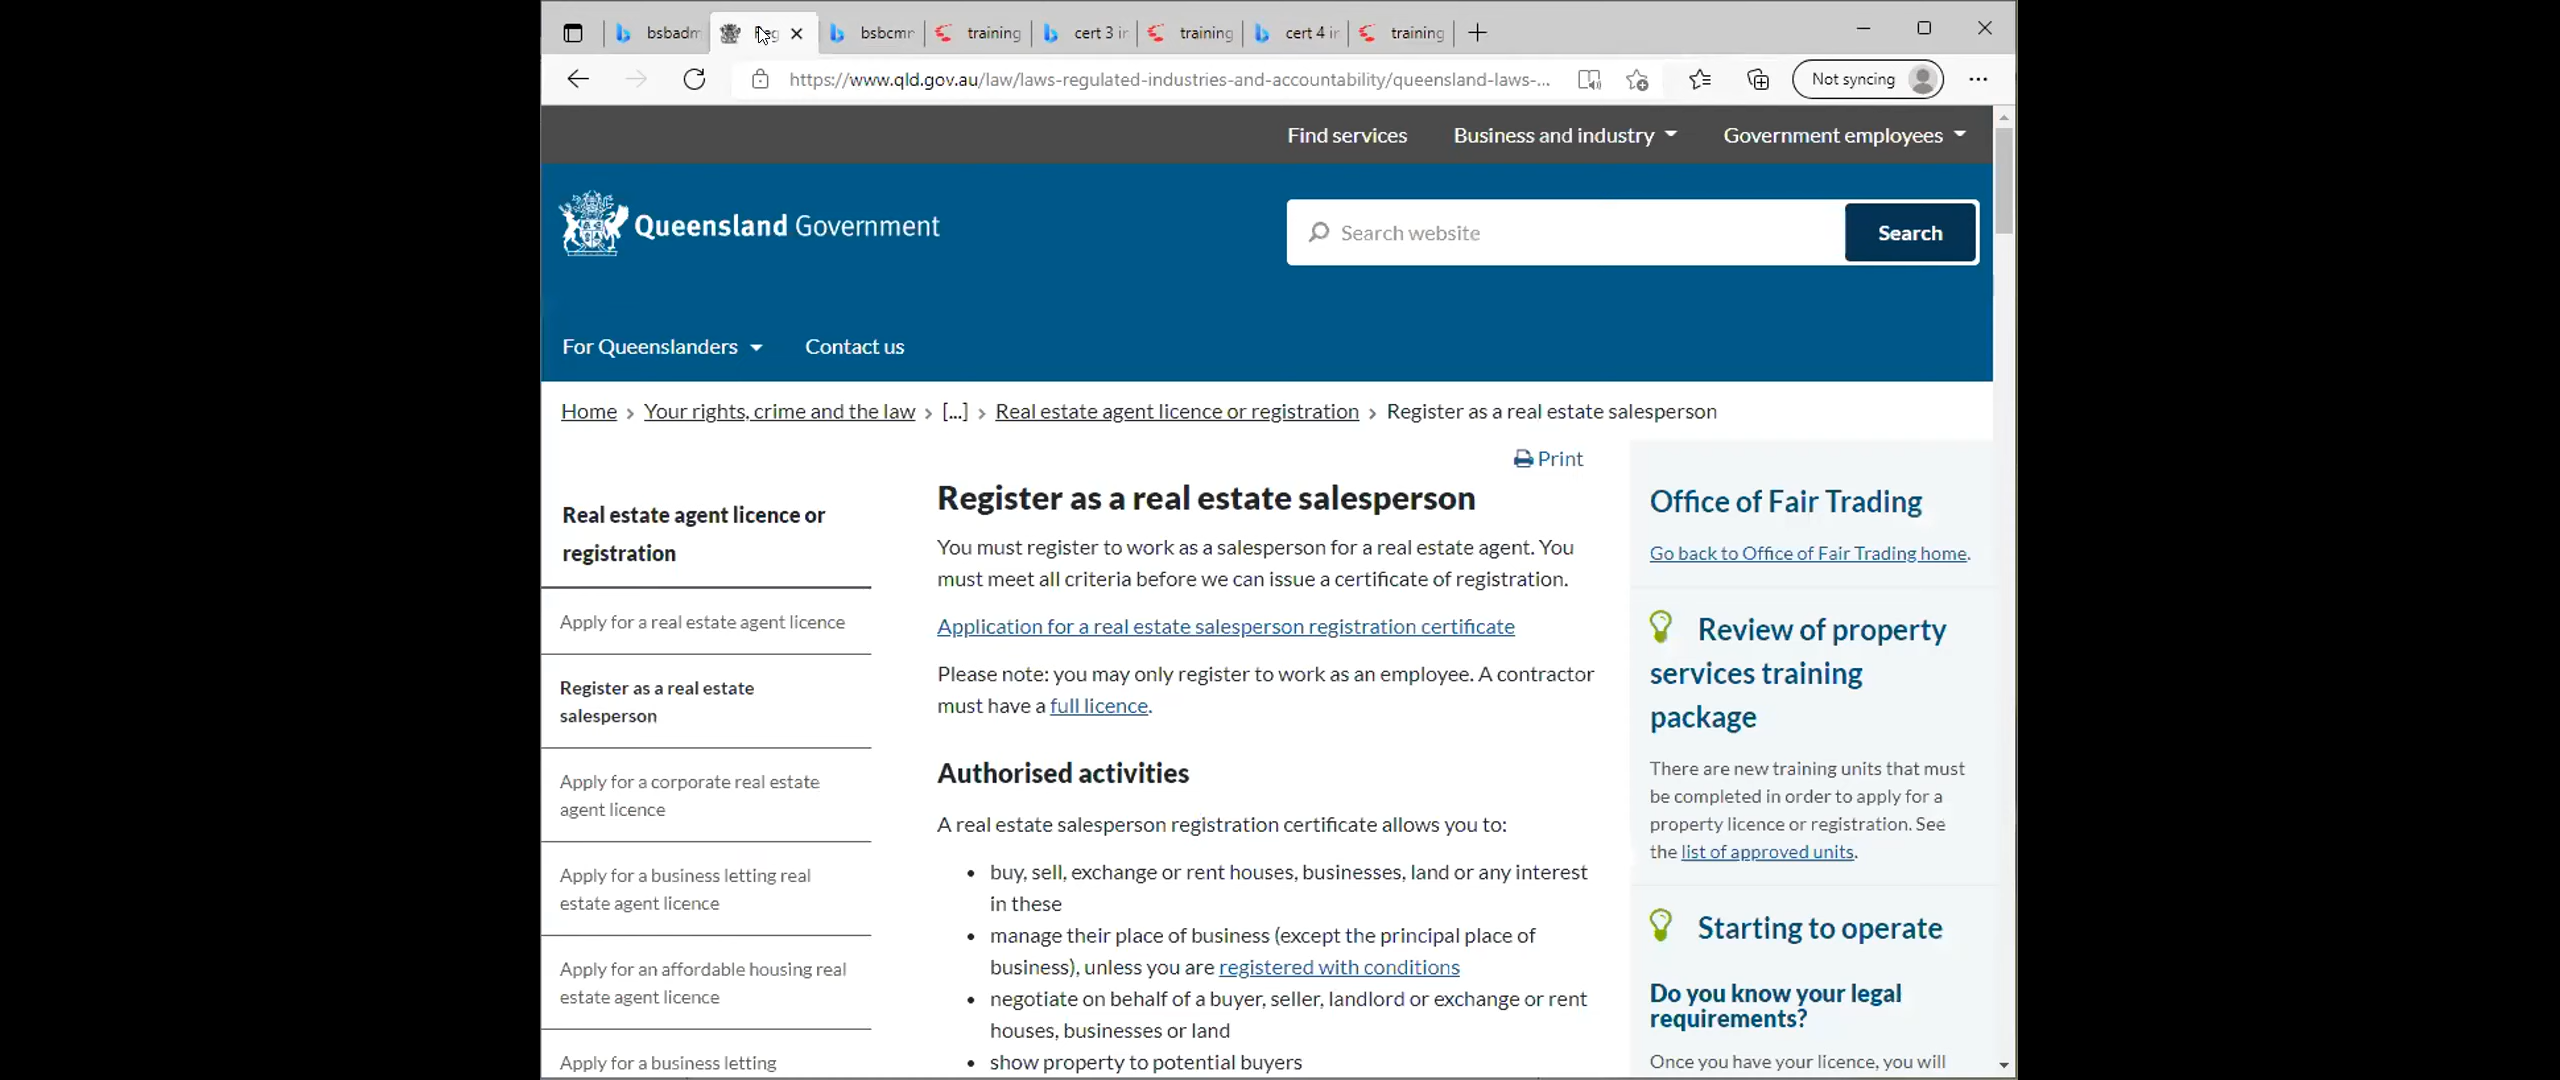 bsbadm
Reg
bsbcmr
training
cert 3 ir
training
cert 4 ir
training
https://www.qld.gov.au/law/laws-regulated-industries-and-accountability/queensland-laws-...
Not syncing
Find services
Business and industry
Government employees
Queensland Government
Search website
Search
For Queenslanders
Contact us
Home > Your rights, crime and the law > [...] > Real estate agent licence or registration > Register as a real estate salesperson
Print
Real estate agent licence or
registration
Apply for a real estate agent licence
Register as a real estate
salesperson
Apply for a corporate real estate
agent licence
Apply for a business letting real
estate agent licence
Apply for an affordable housing real
estate agent licence
Apply for a business letting
Register as a real estate salesperson
You must register to work as a salesperson for a real estate agent. You
must meet all criteria before we can issue a certificate of registration.
Application for a real estate salesperson registration certificate
Please note: you may only register to work as an employee. A contractor
must have a full licence.
Authorised activities
A real estate salesperson registration certificate allows you to:
• buy, sell, exchange or rent houses, businesses, land or any interest
in these
• manage their place of business (except the principal place of
business), unless you are registered with conditions
• negotiate on behalf of a buyer, seller, landlord or exchange or rent
houses, businesses or land
• show property to potential buyers
Office of Fair Trading
Go back to Office of Fair Trading home.
Review of property
services training
package
There are new training units that must
be completed in order to apply for a
property licence or registration. See
the list of approved units.
Starting to operate
Do you know your legal
requirements?
Once you have your licence, you will